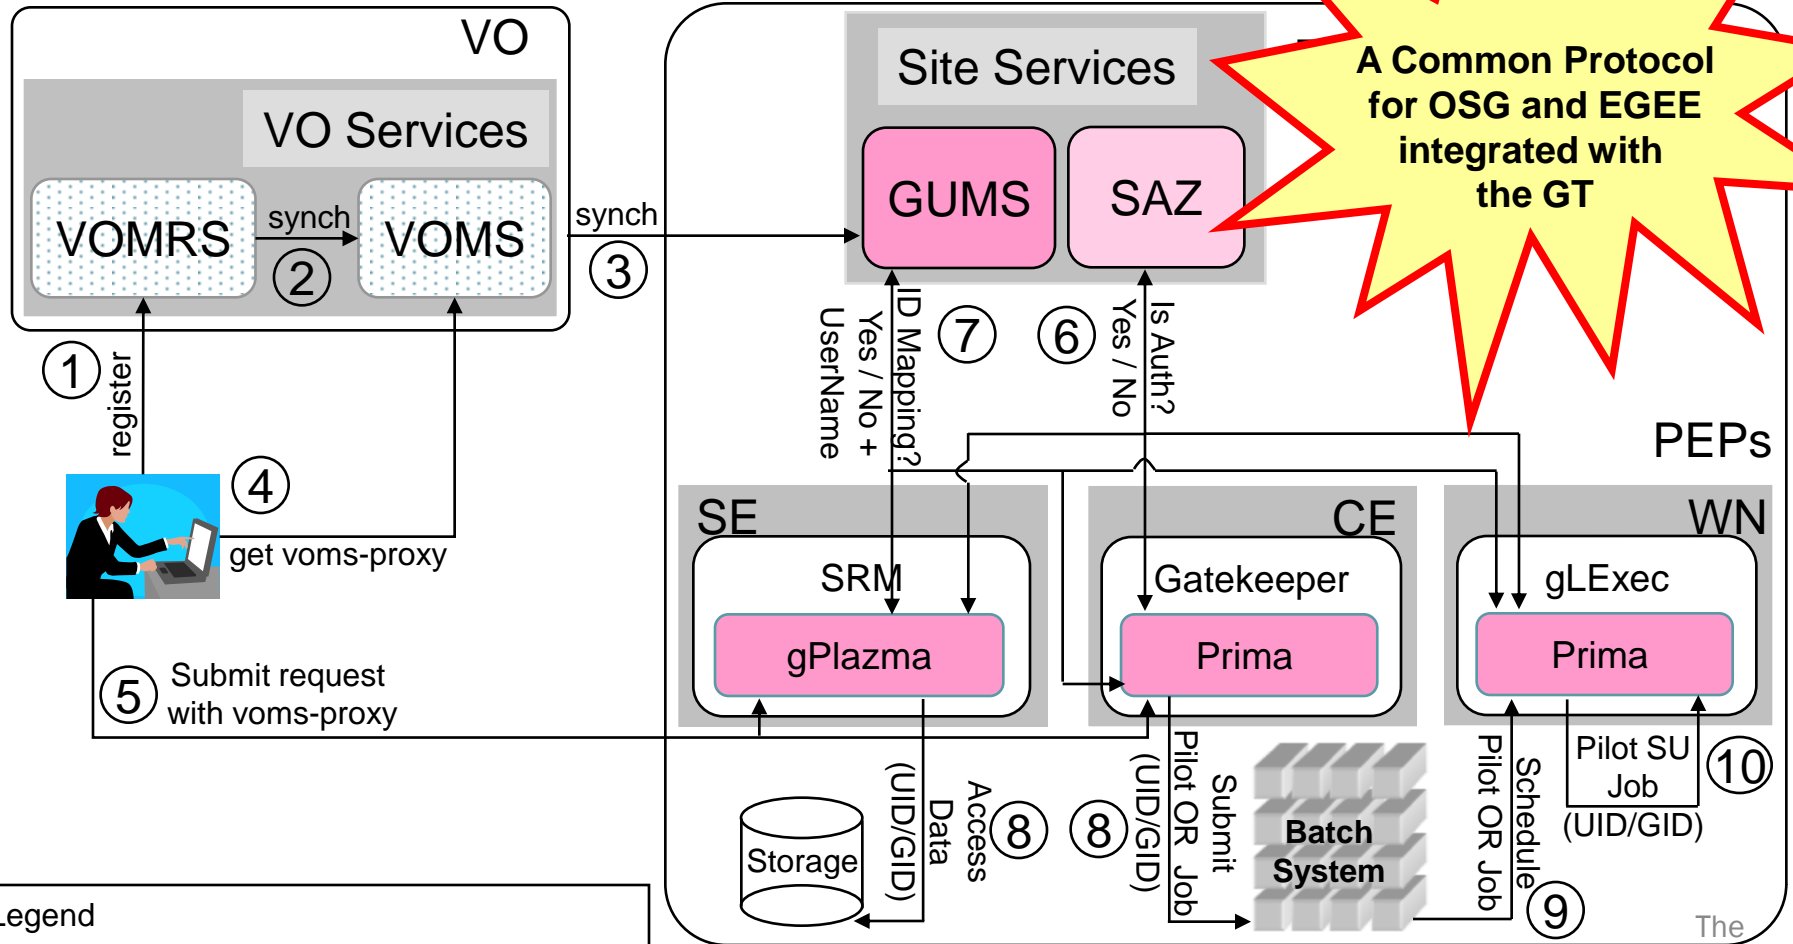 VO
VO Services
VOMRS
synch
2
VOMS
synch
3
1
register
4
get voms-proxy
5
Submit request
with voms-proxy
Site Services
GUMS
SAZ
A Common Protocol
for OSG and EGEE
integrated with
the GT
ID Mapping?
Yes / No +
UserName
7
6
Is Auth?
Yes / No
PEPs
SE
SRM
gPlazma
CE
Gatekeeper
Prima
WN
gLExec
Prima
Storage
Access
Data
(UID/GID)
8
8
Submit
Pilot OR Job
(UID/GID)
Batch
System
Schedule
Pilot OR Job
9
Pilot SU
Job
(UID/GID)
10
Legend
The